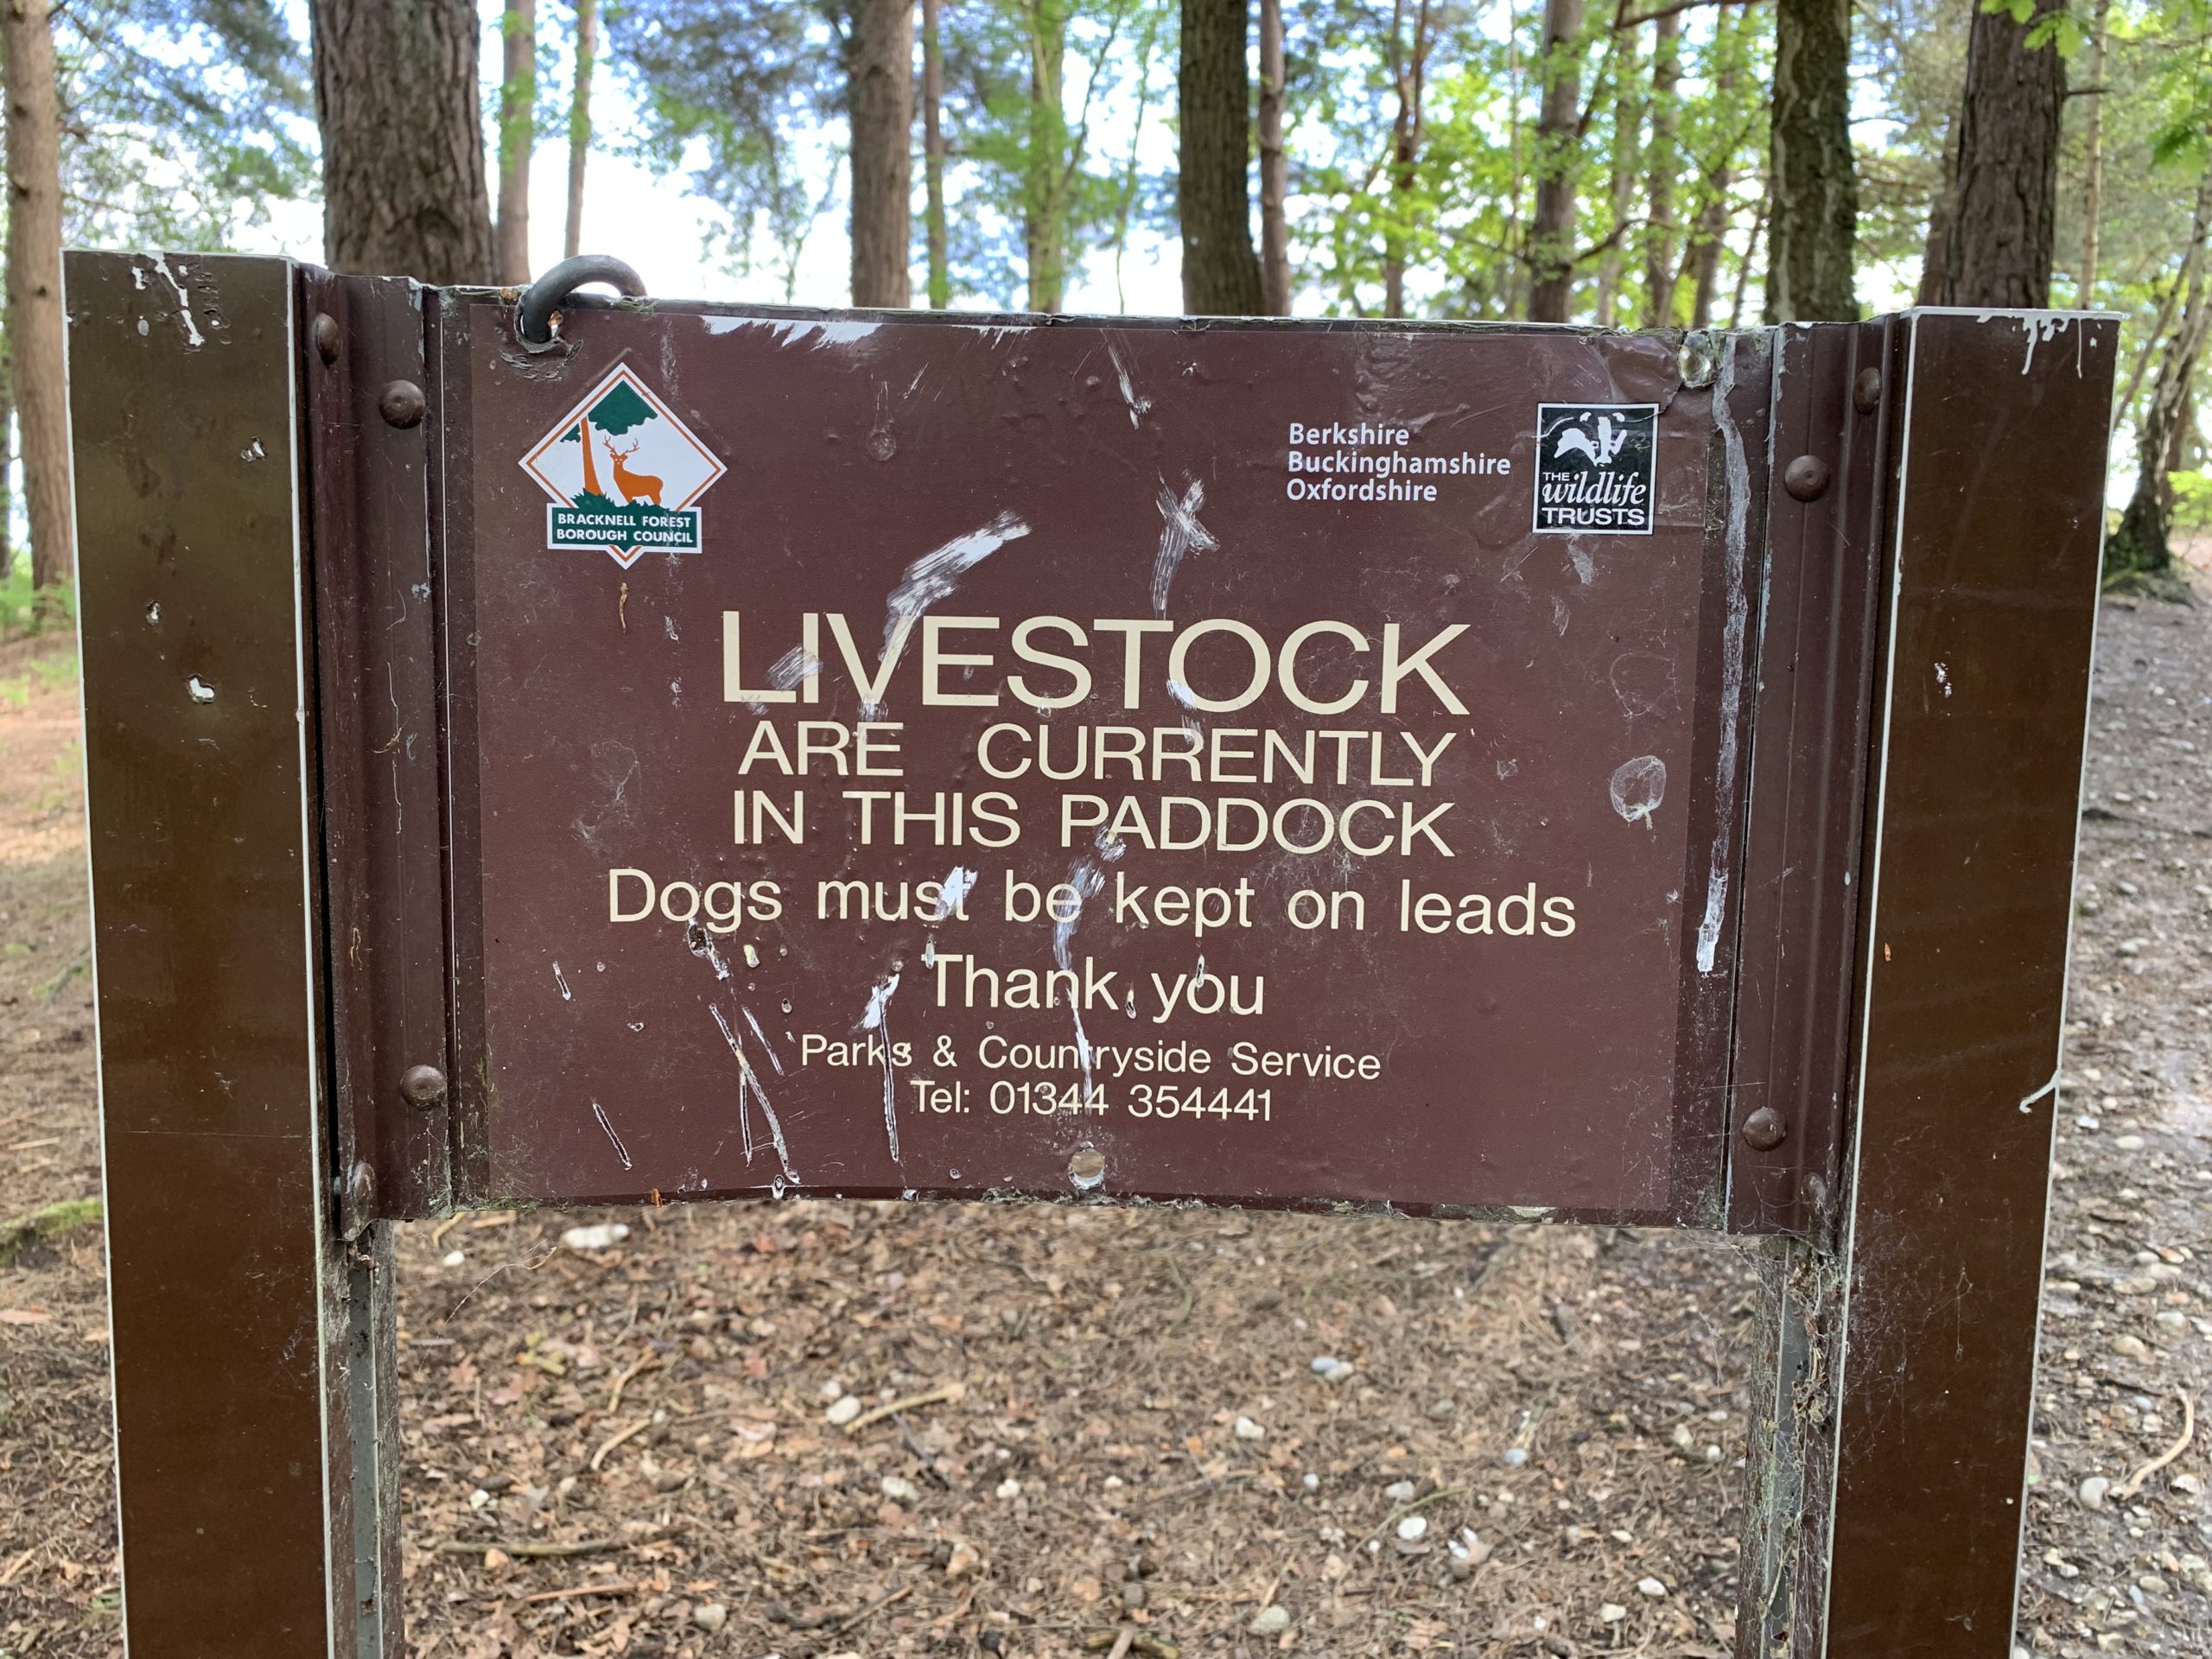 BRACKNELL FOREST
BOROUGH COUNCIL
Berkshire
Buckinghamshire
Oxfordshire
THE
wildlife
TRUSTS
LIVESTOCK
ARE CURRENTLY
IN THIS PADDOCK
Dogs must be kept on leads
Thank you
Parks & Countryside Service
Tel: 01344 354441